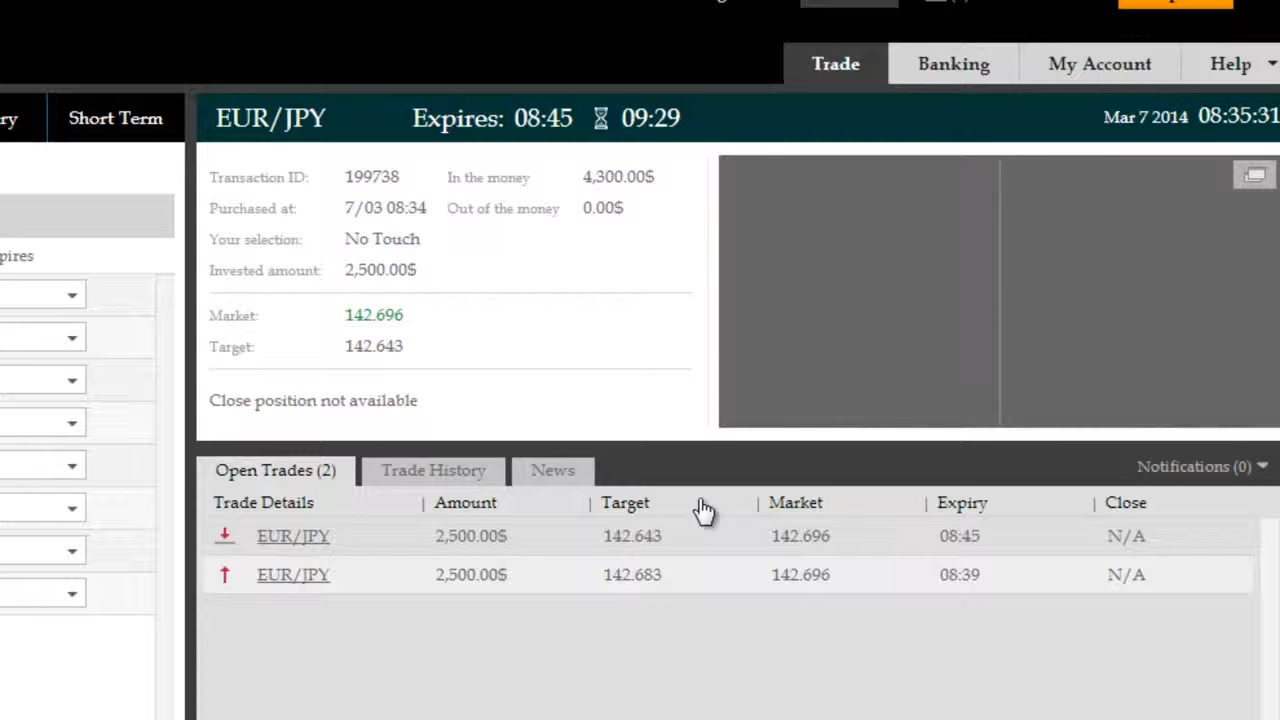 Trade Banking My Account Help
Short Term
EUR/JPY Expires: 08:45 09:29 Mar 7 2014 08:35:31
Transaction ID: 199738 In the money 4,300.00$
Purchased at: 7/03 08:34 Out of the money 0.00$
Your selection: No Touch
Invested amount: 2,500.00$
Market: 142.696
Target: 142.643
Close position not available
Open Trades (2) Trade History News Notifications (0)
Trade Details | Amount | Target | Market | Expiry | Close
EUR/JPY 2,500.00$ 142.643 142.696 08:45 N/A
EUR/JPY 2,500.00$ 142.683 142.696 08:39 N/A